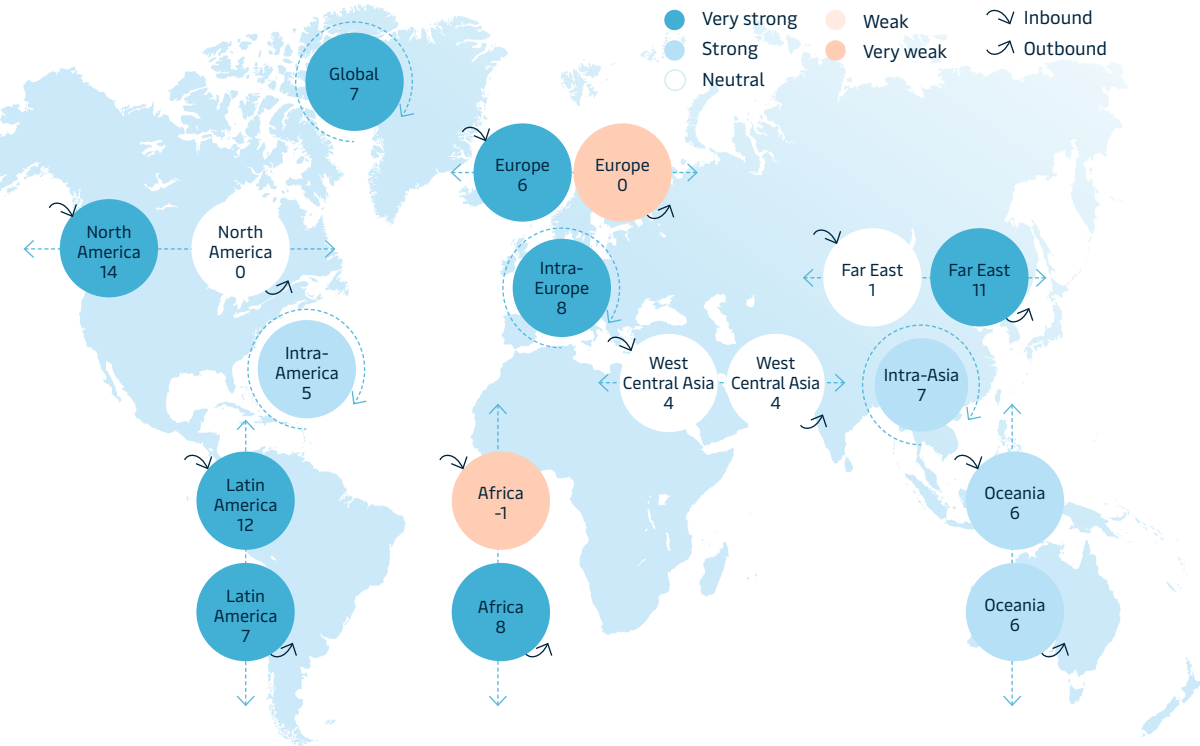 Very strong
Strong
Neutral
Weak
Very weak
Inbound
Outbound
Global
7
Europe
6
Europe
0
North
America
14
North
America
0
Intra-
Europe
8
Far East
1
Far East
11
Intra-
America
5
West
Central Asia
4
West
Central Asia
4
Intra-Asia
7
Latin
America
12
Africa
-1
Oceania
6
Latin
America
7
Africa
8
Oceania
6